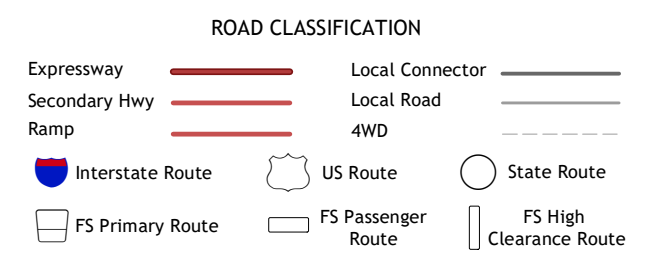 ROAD CLASSIFICATION
Expressway
Local Connector
Secondary Hwy
Local Road
Ramp
4WD
Interstate Route
US Route
State Route
FS Primary Route
FS Passenger
Route
FS High
Clearance Route